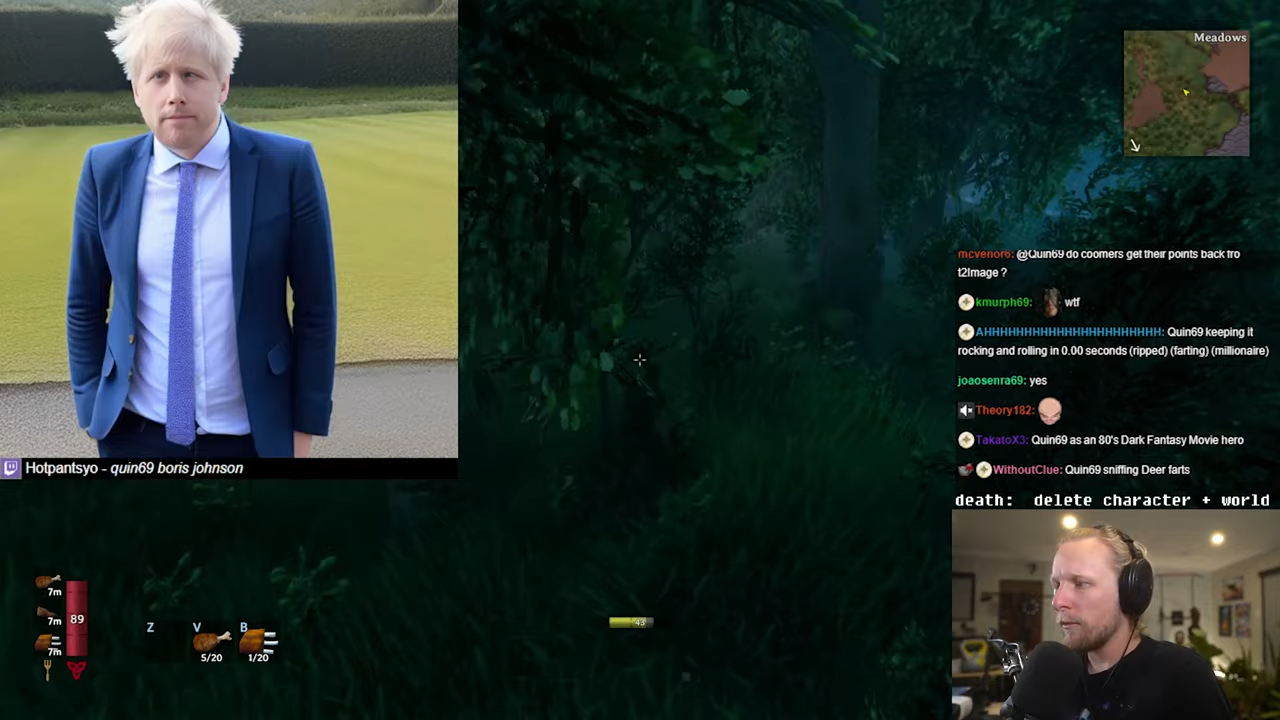 Meadows
mcvenor6: @Quin69 do coomers get their points back fro
t2Image ?
kmurph69: wtf
AHHHHHHHHHHHHHHHHHHHHHH: Quin69 keeping it
rocking and rolling in 0.00 seconds (ripped) (farting) (millionaire)
joaosenra69: yes
Theory182:
TakatoX3: Quin69 as an 80's Dark Fantasy Movie hero
WithoutClue: Quin69 sniffing Deer farts
Hotpantsyo - quin69 boris johnson
death: delete character + world
7m
7m
89
7m
Z
V
B
5/20
1/20
43